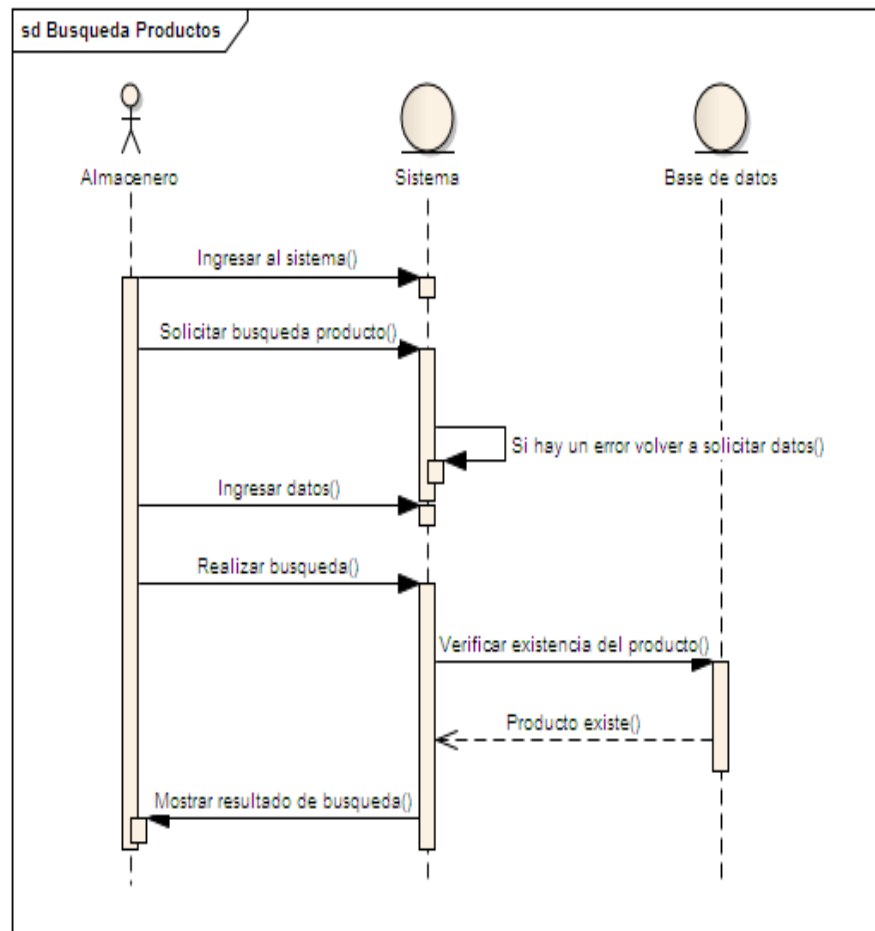 sd Busqueda Productos
Almacenero
Sistema
Base de datos
Ingresar al sistema()
Solicitar busqueda producto()
Si hay un error volver a solicitar datos()
Ingresar datos()
Realizar busqueda()
Verificar existencia del producto()
Producto existe()
Mostrar resultado de busqueda()